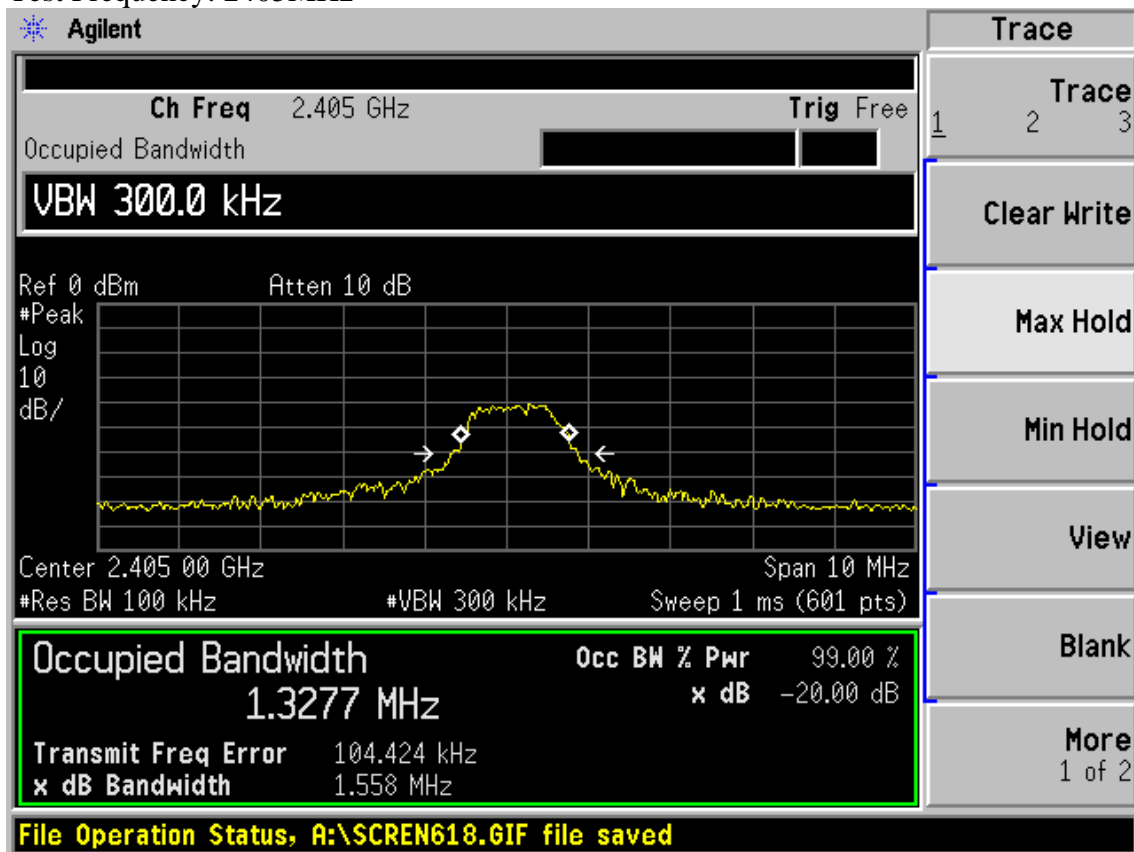 Agilent
Trace
Ch Freq 2.405 GHz Trig Free
Occupied Bandwidth
Trace
1 2 3
VBW 300.0 kHz
Clear Write
Ref 0 dBm Atten 10 dB
#Peak
Log
10
dB/
Max Hold
Min Hold
View
Center 2.405 00 GHz Span 10 MHz
#Res BW 100 kHz #VBW 300 kHz Sweep 1 ms (601 pts)
Occupied Bandwidth Occ BW % Pwr 99.00 %
1.3277 MHz x dB -20.00 dB
Blank
Transmit Freq Error 104.424 kHz
x dB Bandwidth 1.558 MHz
More
1 of 2
File Operation Status, A:\SCREN618.GIF file saved